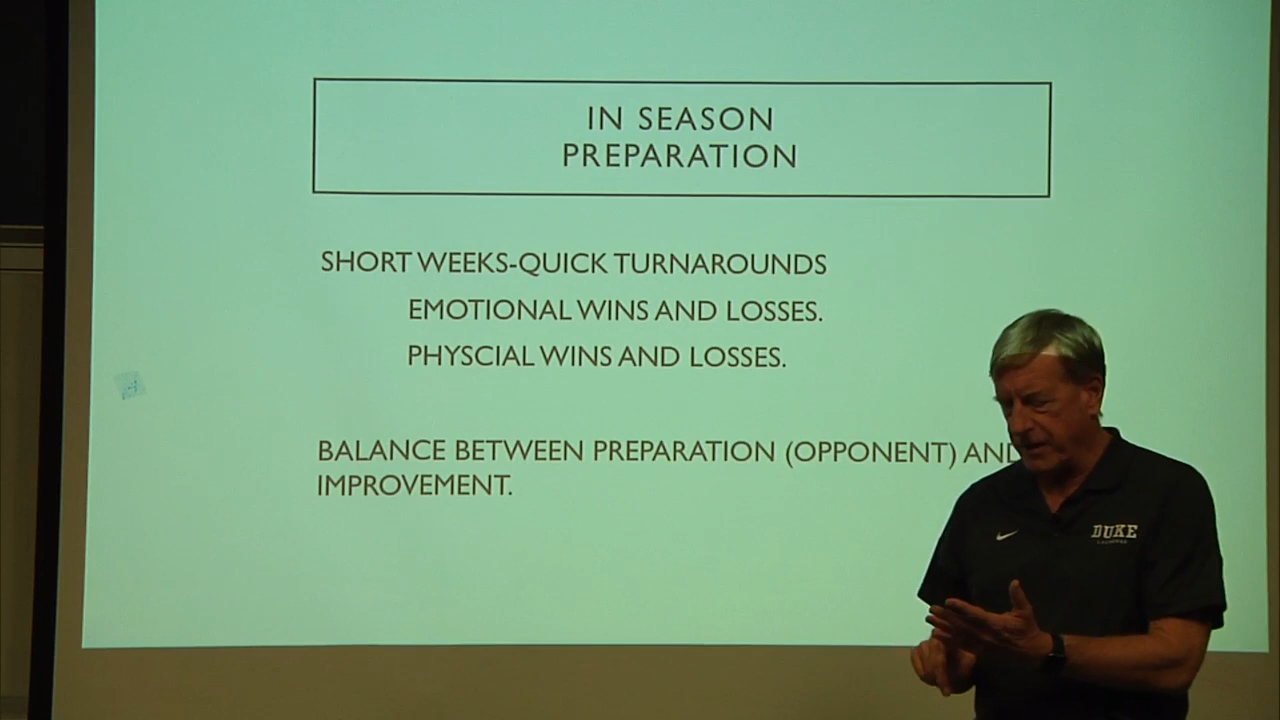 IN SEASON
PREPARATION
SHORT WEEKS-QUICK TURNAROUNDS
EMOTIONAL WINS AND LOSSES.
PHYSCIAL WINS AND LOSSES.
BALANCE BETWEEN PREPARATION (OPPONENT) AND
IMPROVEMENT.
DUKE